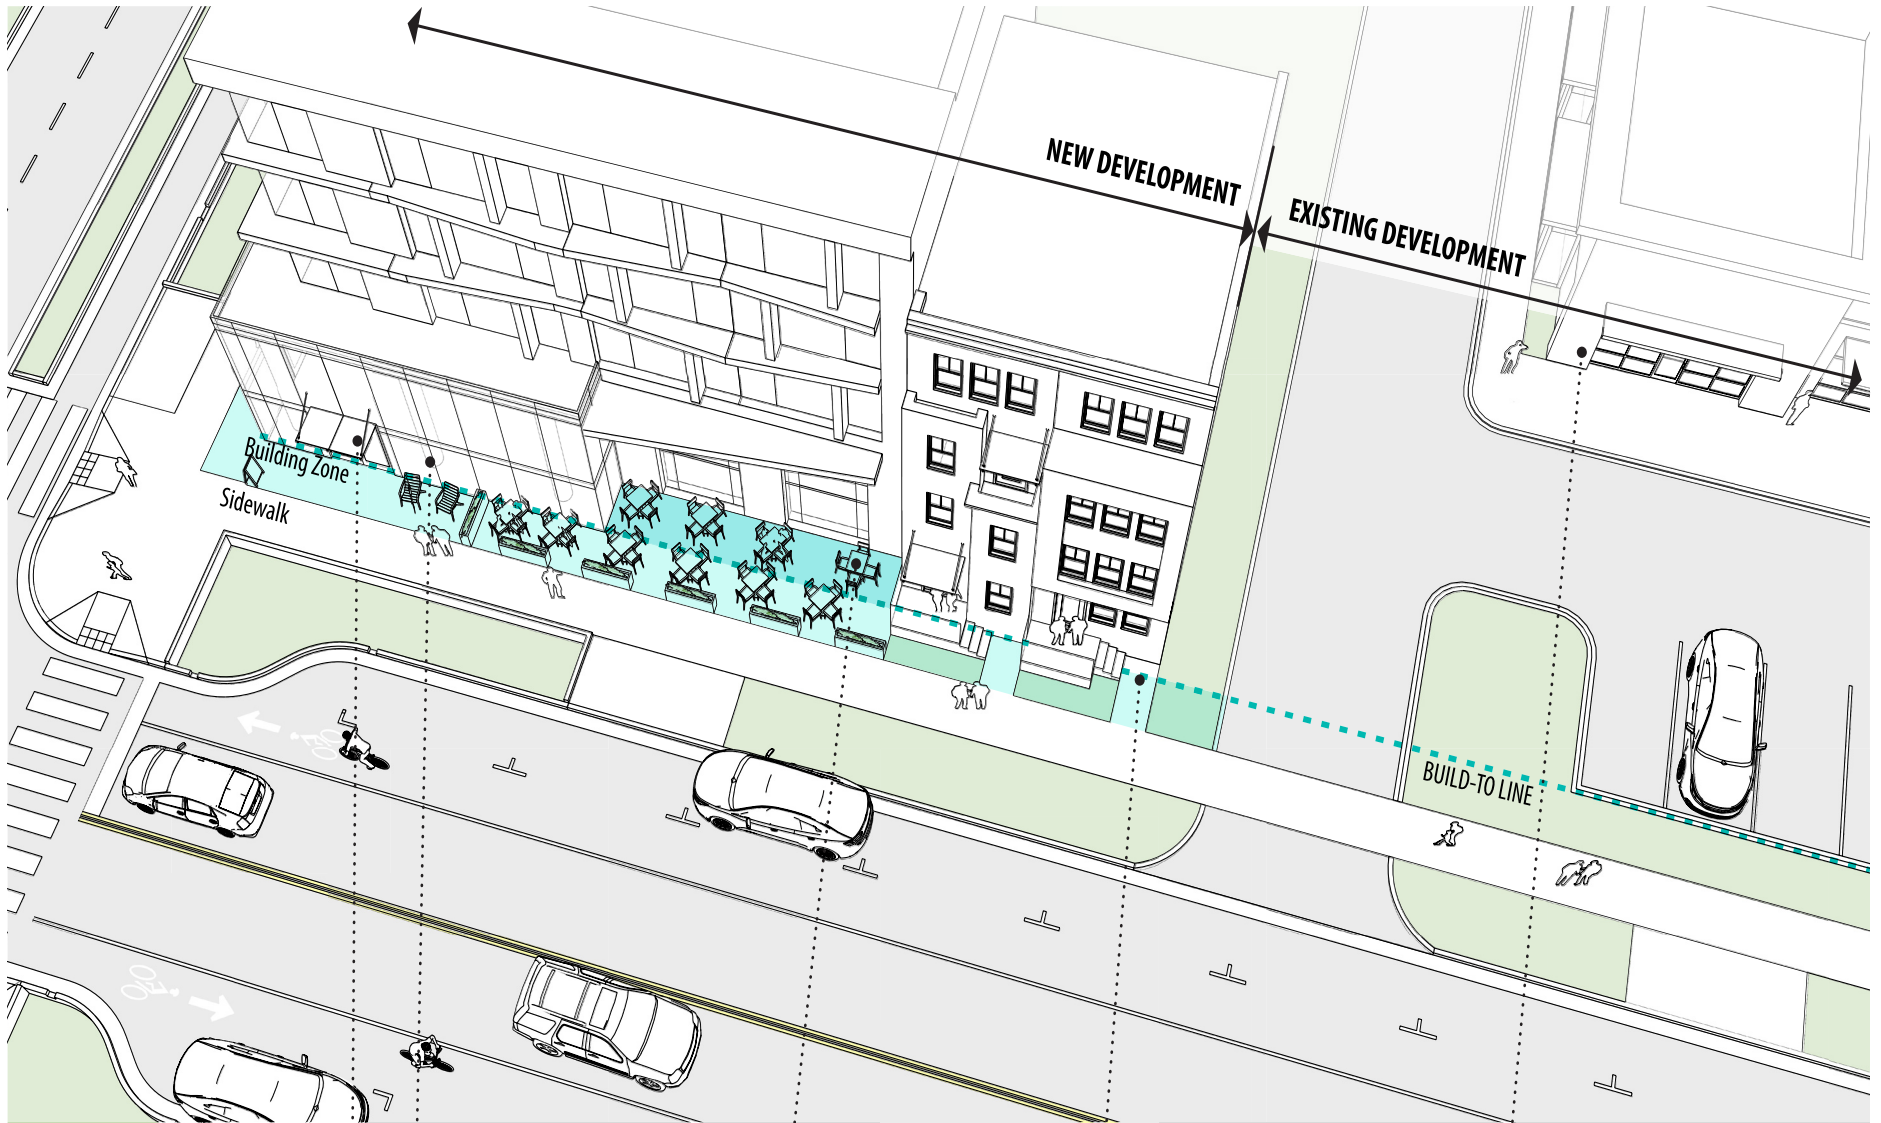 NEW DEVELOPMENT
EXISTING DEVELOPMENT
Building Zone
Sidewalk
BUILD-TO LINE